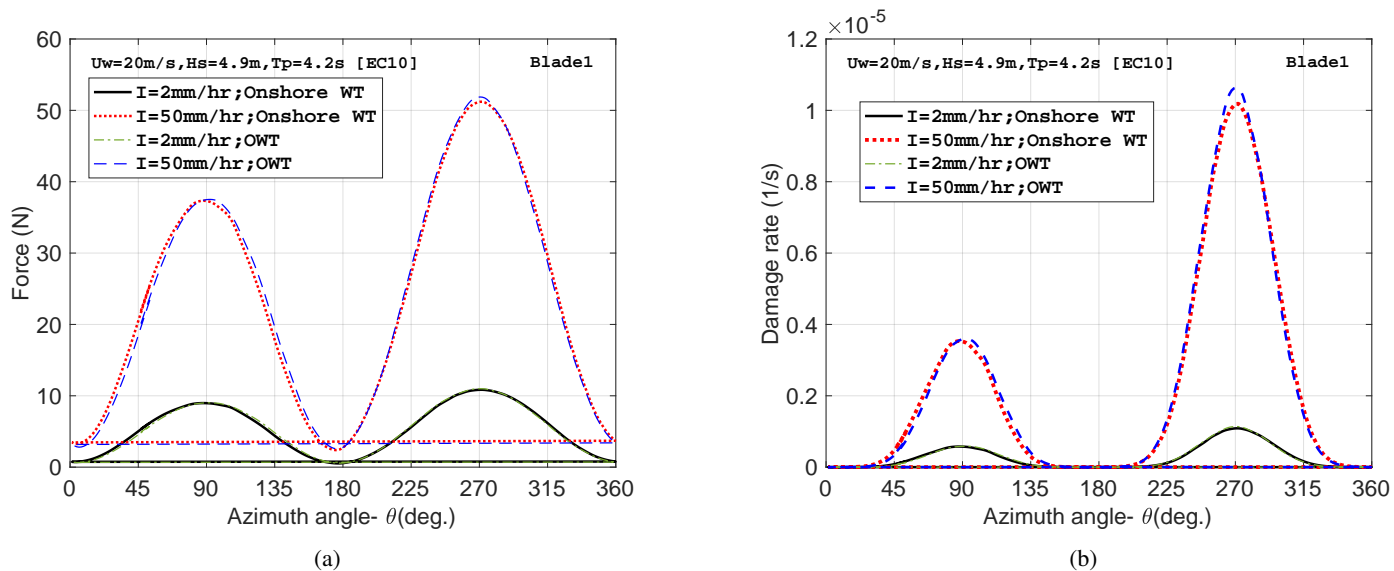 60
50
40
30
20
10
0
Force (N)
Uw=20m/s,Hs=4.9m,Tp=4.2s [EC10] Blade1
I=2mm/hr;Onshore WT
I=50mm/hr;Onshore WT
I=2mm/hr;OWT
I=50mm/hr;OWT
0 45 90 135 180 225 270 315 360
Azimuth angle- θ(deg.)
(a)
×10^-5
1.2
1
0.8
0.6
0.4
0.2
0
Damage rate (1/s)
Uw=20m/s,Hs=4.9m,Tp=4.2s [EC10] Blade1
I=2mm/hr;Onshore WT
I=50mm/hr;Onshore WT
I=2mm/hr;OWT
I=50mm/hr;OWT
0 45 90 135 180 225 270 315 360
Azimuth angle- θ(deg.)
(b)